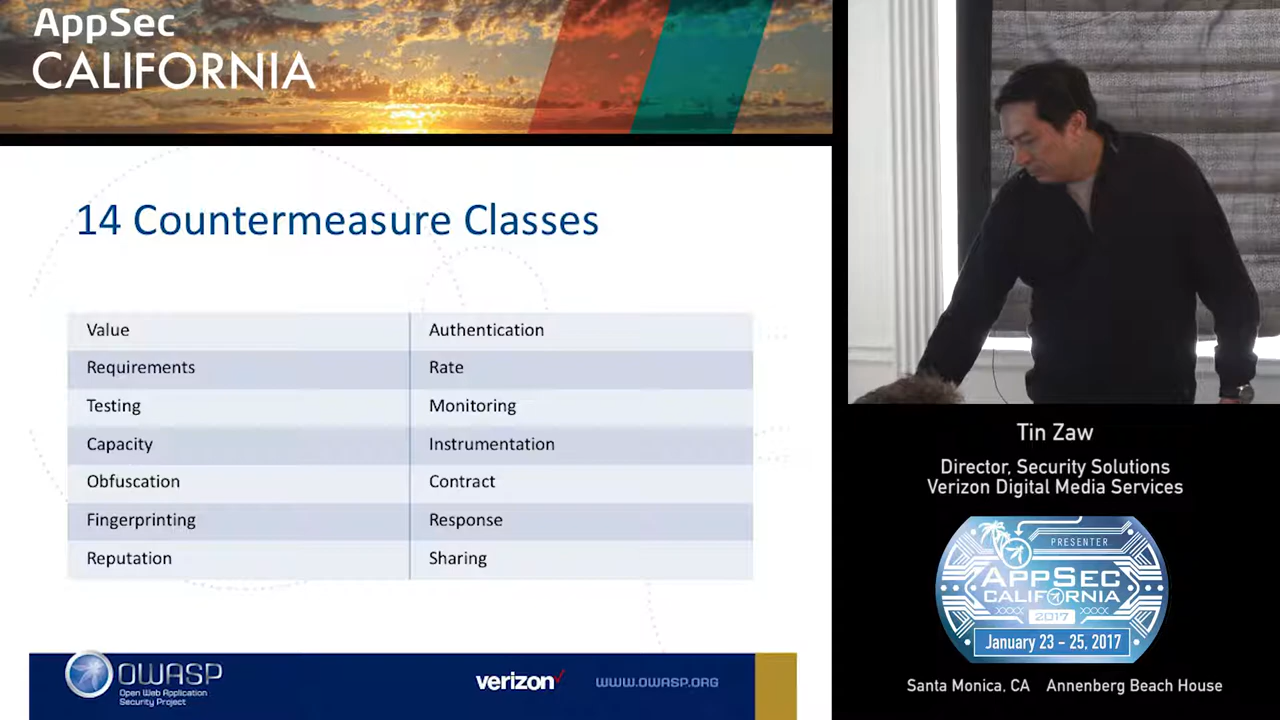 AppSec
CALIFORNIA
14 Countermeasure Classes
Value Authentication
Requirements Rate
Testing Monitoring
Capacity Instrumentation
Obfuscation Contract
Fingerprinting Response
Reputation Sharing
OWASP
Open Web Application
Security Project
verizon
WWW.OWASP.ORG
Tin Zaw
Director, Security Solutions
Verizon Digital Media Services
PRESENTER
APPSEC
CALIFORNIA
XXXX 2017 XXXX
January 23 – 25, 2017
Santa Monica, CA Annenberg Beach House